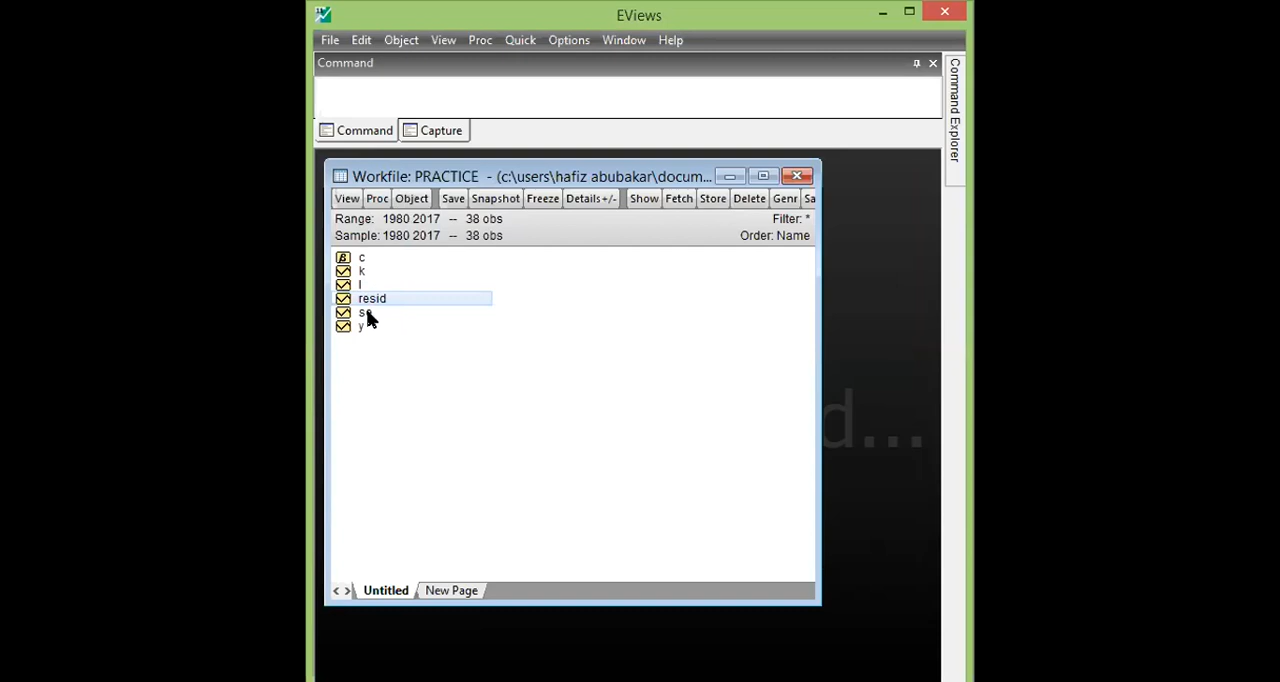 EViews
File Edit Object View Proc Quick Options Window Help
Command
Command Explorer
Command Capture
Workfile: PRACTICE - (c:\users\hafiz abubakar\docum...
View Proc Object Save Snapshot Freeze Details+/- Show Fetch Store Delete Genr Sa
Range: 1980 2017 -- 38 obs Filter: *
Sample: 1980 2017 -- 38 obs Order: Name
c
k
l
resid
y
d...
Untitled New Page